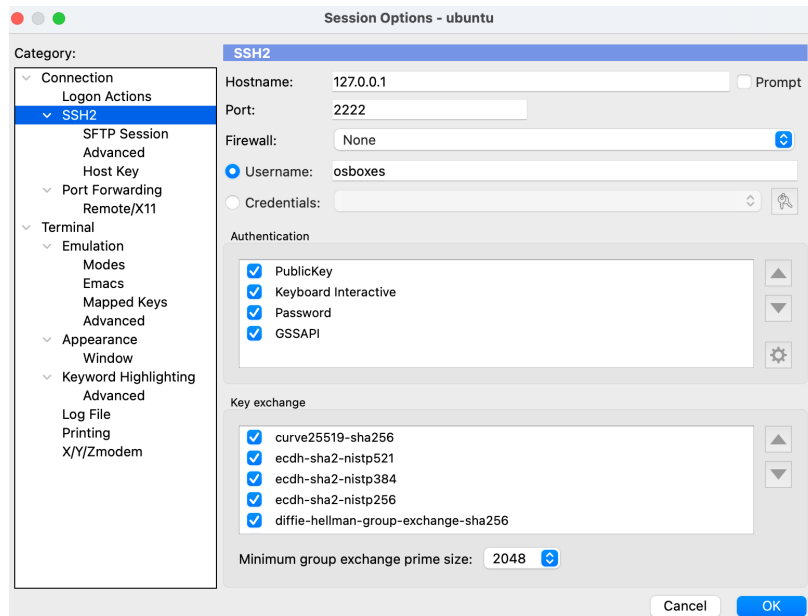 Session Options - ubuntu
Category:
Connection
Logon Actions
SSH2
SFTP Session
Advanced
Host Key
Port Forwarding
Remote/X11
Terminal
Emulation
Modes
Emacs
Mapped Keys
Advanced
Appearance
Window
Keyword Highlighting
Advanced
Log File
Printing
X/Y/Zmodem
SSH2
Hostname: 127.0.0.1 Prompt
Port: 2222
Firewall: None
Username: osboxes
Credentials:
Authentication
PublicKey
Keyboard Interactive
Password
GSSAPI
Key exchange
curve25519-sha256
ecdh-sha2-nistp521
ecdh-sha2-nistp384
ecdh-sha2-nistp256
diffie-hellman-group-exchange-sha256
Minimum group exchange prime size: 2048
Cancel OK